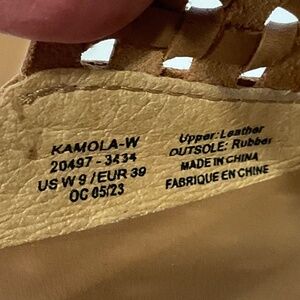 KAMOLA-W
20497 - 3434
US W 9 / EUR 39
OC 05/23
Upper: Leather
OUTSOLE: Rubber
MADE IN CHINA
FABRIQUE EN CHINE